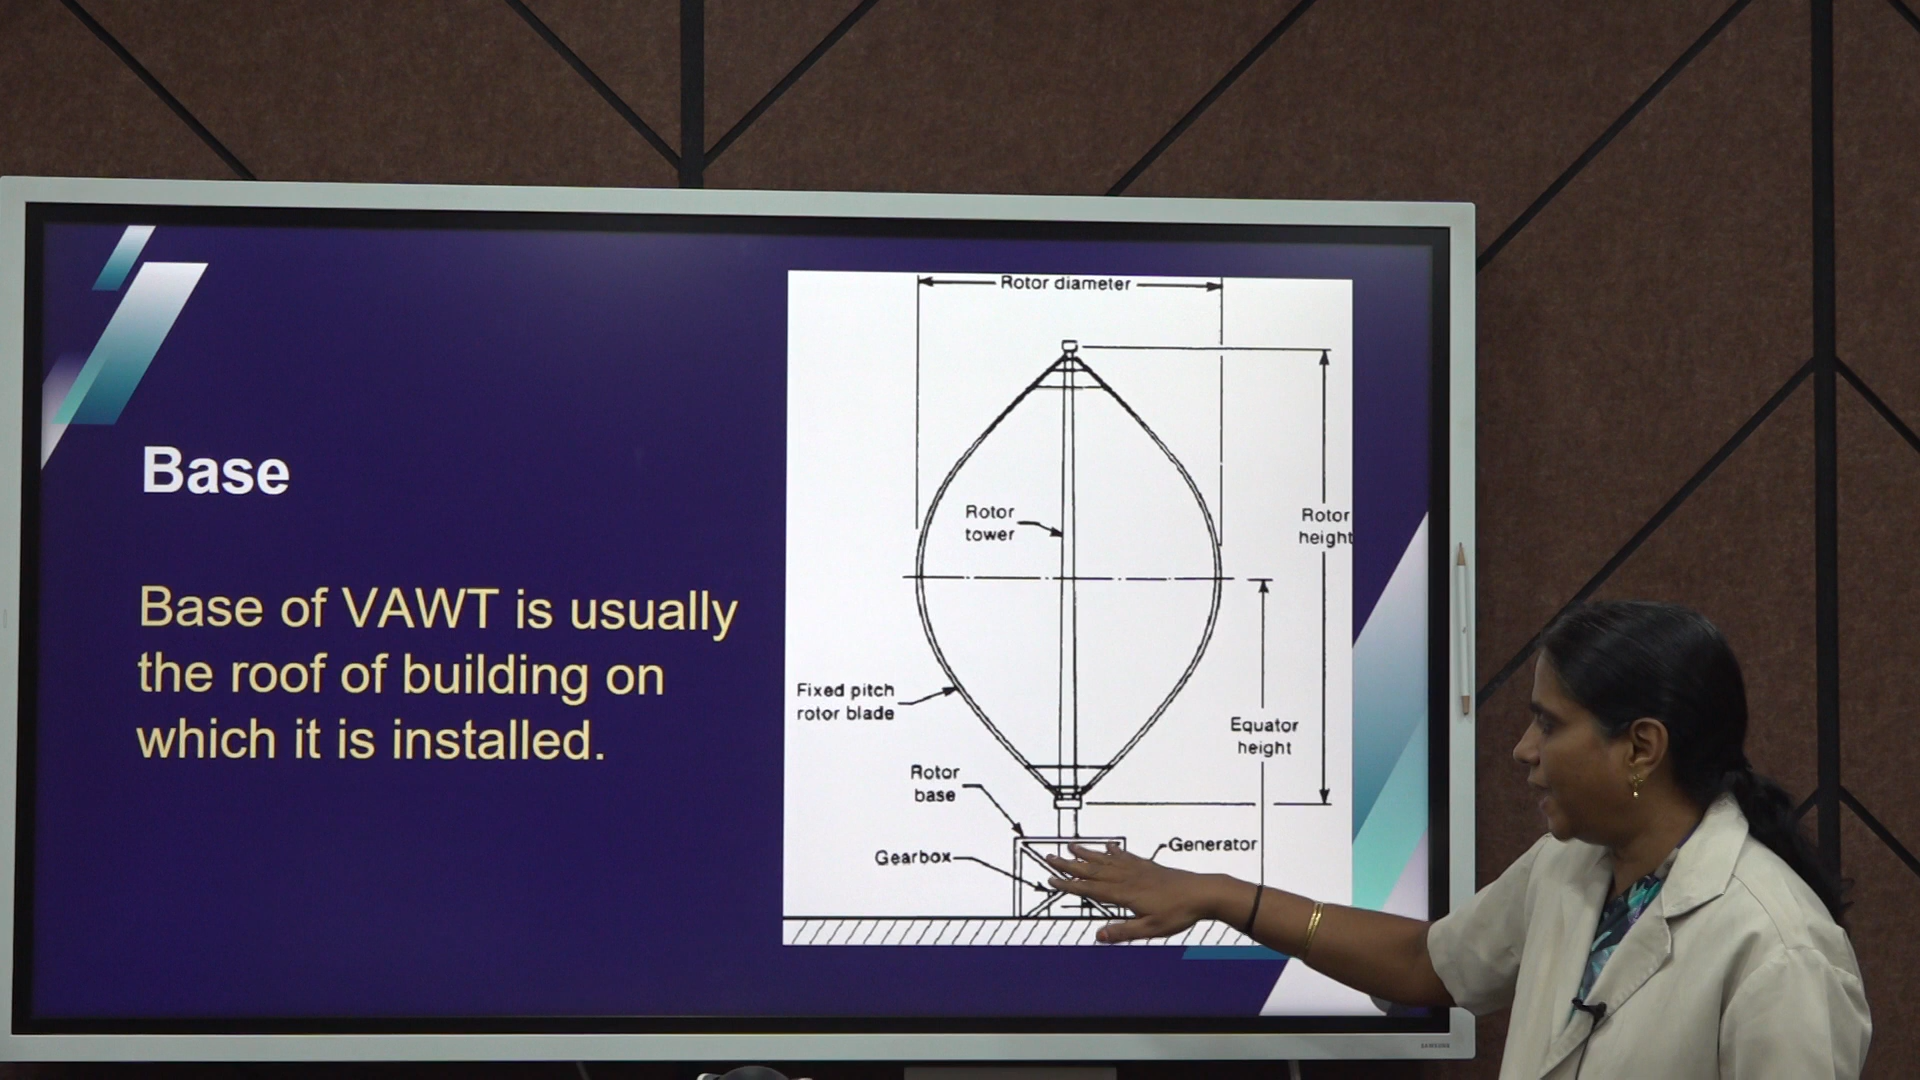 Base
Base of VAWT is usually
the roof of building on
which it is installed.
Rotor diameter
Rotor
tower
Rotor
height
Fixed pitch
rotor blade
Equator
height
Rotor
base
Gearbox
Generator
SAMSUNG